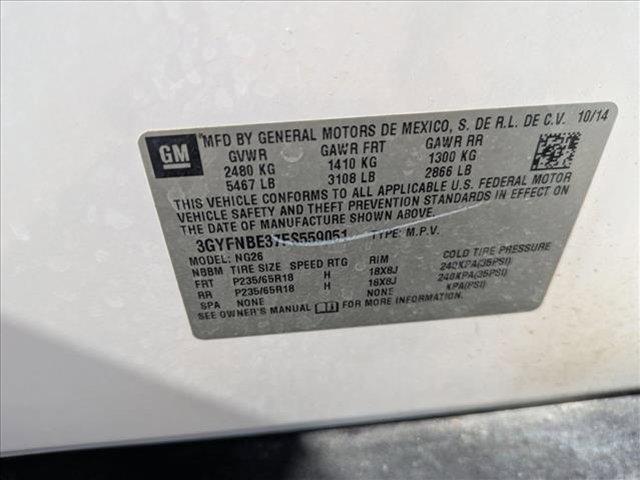 GM
MFD BY GENERAL MOTORS DE MEXICO, S. DE R.L. DE C.V. 10/14
GVWR GAWR FRT GAWR RR
2480 KG 1410 KG 1300 KG
5467 LB 3108 LB 2866 LB
THIS VEHICLE CONFORMS TO ALL APPLICABLE U.S. FEDERAL MOTOR
VEHICLE SAFETY AND THEFT PREVENTION STANDARDS IN EFFECT ON
THE DATE OF MANUFACTURE SHOWN ABOVE.
3GYFNBE37FS559051 TYPE: M.P.V.
MODEL: NG26
NBBM TIRE SIZE SPEED RTG RIM COLD TIRE PRESSURE
FRT P235/65R18 H 18X8J 240KPA(35PSI)
RR P235/65R18 H 18X8J 240KPA(35PSI)
SPA NONE NONE KPA(PSI)
SEE OWNER'S MANUAL FOR MORE INFORMATION.